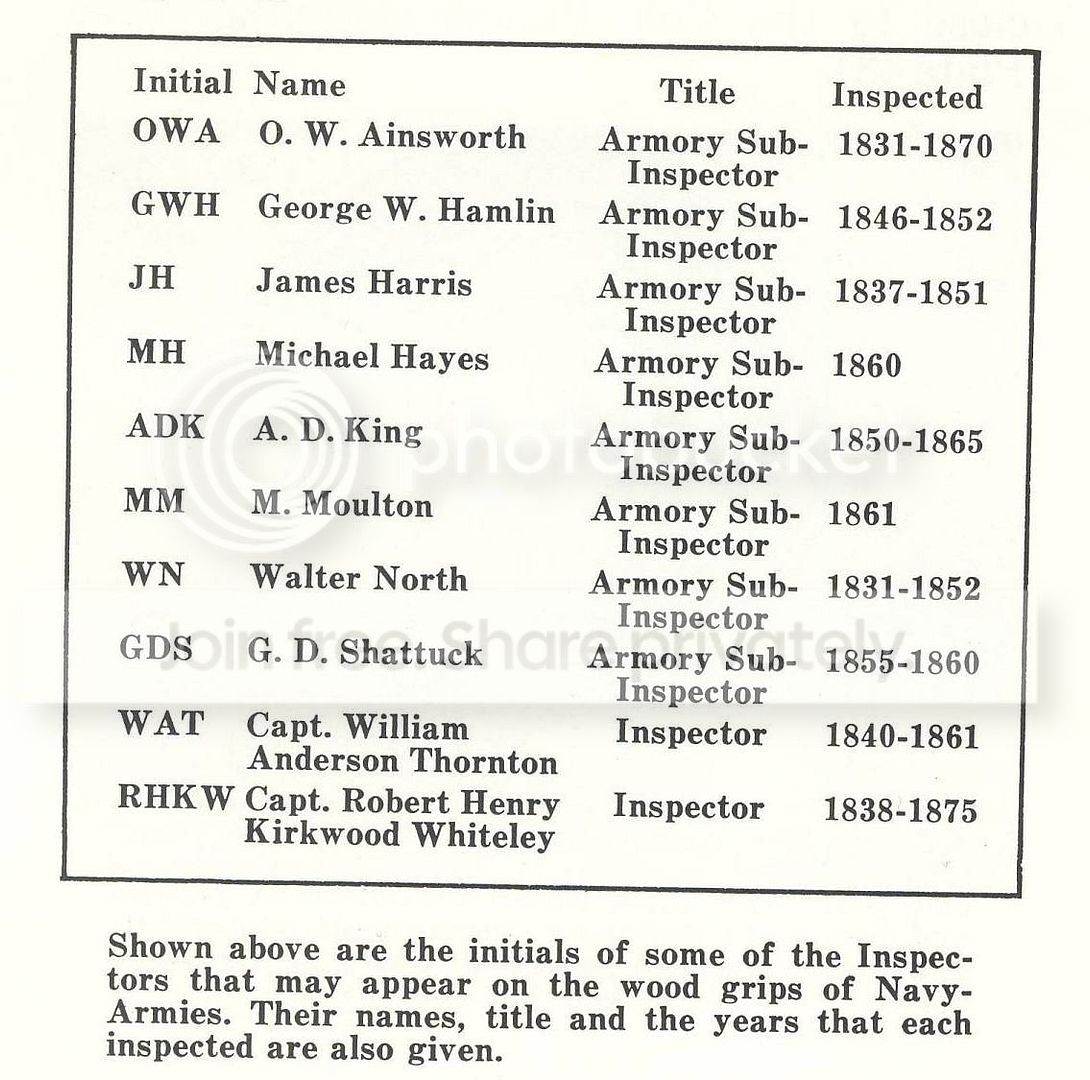 Initial Name Title Inspected
OWA O. W. Ainsworth Armory Sub- 1831-1870
Inspector
GWH George W. Hamlin Armory Sub- 1846-1852
Inspector
JH James Harris Armory Sub- 1837-1851
Inspector
MH Michael Hayes Armory Sub- 1860
Inspector
ADK A. D. King Armory Sub- 1850-1865
Inspector
photobucket
MM M. Moulton Armory Sub- 1861
Inspector
WN Walter North Armory Sub- 1831-1852
Inspector
Join free. Share privately
GDS G. D. Shattuck Armory Sub- 1855-1860
Inspector
WAT Capt. William Inspector 1840-1861
Anderson Thornton
RHKW Capt. Robert Henry Inspector 1838-1875
Kirkwood Whiteley
Shown above are the initials of some of the Inspec-
tors that may appear on the wood grips of Navy-
Armies. Their names, title and the years that each
inspected are also given.